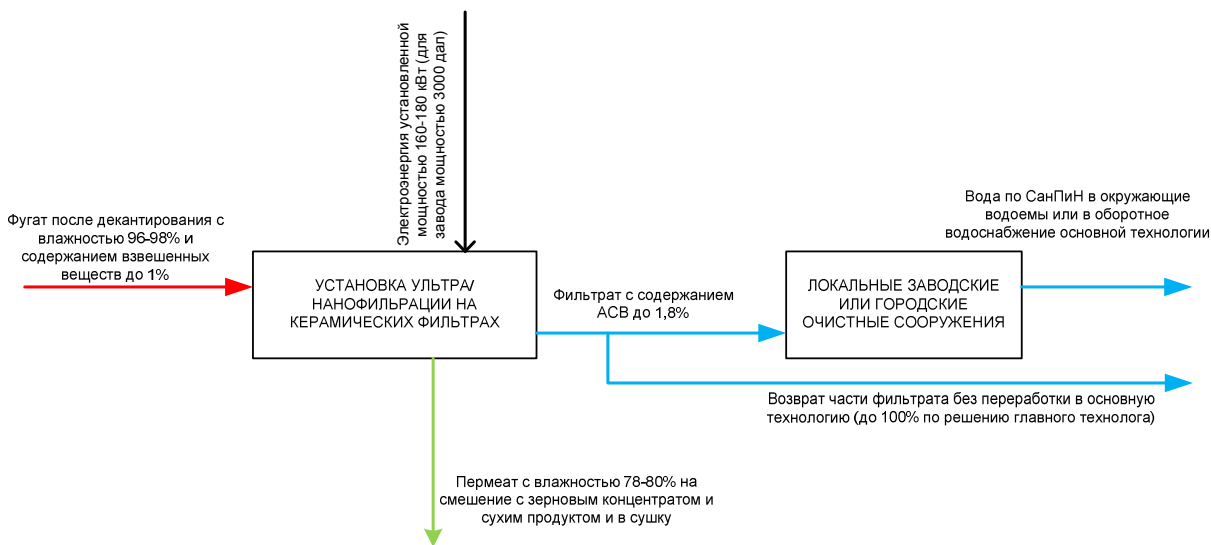 Электроэнергия установленной
мощностью 160-180 кВт (для
завода мощностью 3000 дал)
Фугат после декантирования с
влажностью 96-98% и
содержанием взвешенных
веществ до 1%
УСТАНОВКА УЛЬТРА/
НАНОФИЛЬРАЦИИ НА
КЕРАМИЧЕСКИХ ФИЛЬТРАХ
Фильтрат с содержанием
АСВ до 1,8%
ЛОКАЛЬНЫЕ ЗАВОДСКИЕ
ИЛИ ГОРОДСКИЕ
ОЧИСТНЫЕ СООРУЖЕНИЯ
Вода по СанПиН в окружающие
водоемы или в оборотное
водоснабжение основной технологии
Возврат части фильтрата без переработки в основную
технологию (до 100% по решению главного технолога)
Пермеат с влажностью 78-80% на
смешение с зерновым концентратом и
сухим продуктом и в сушку